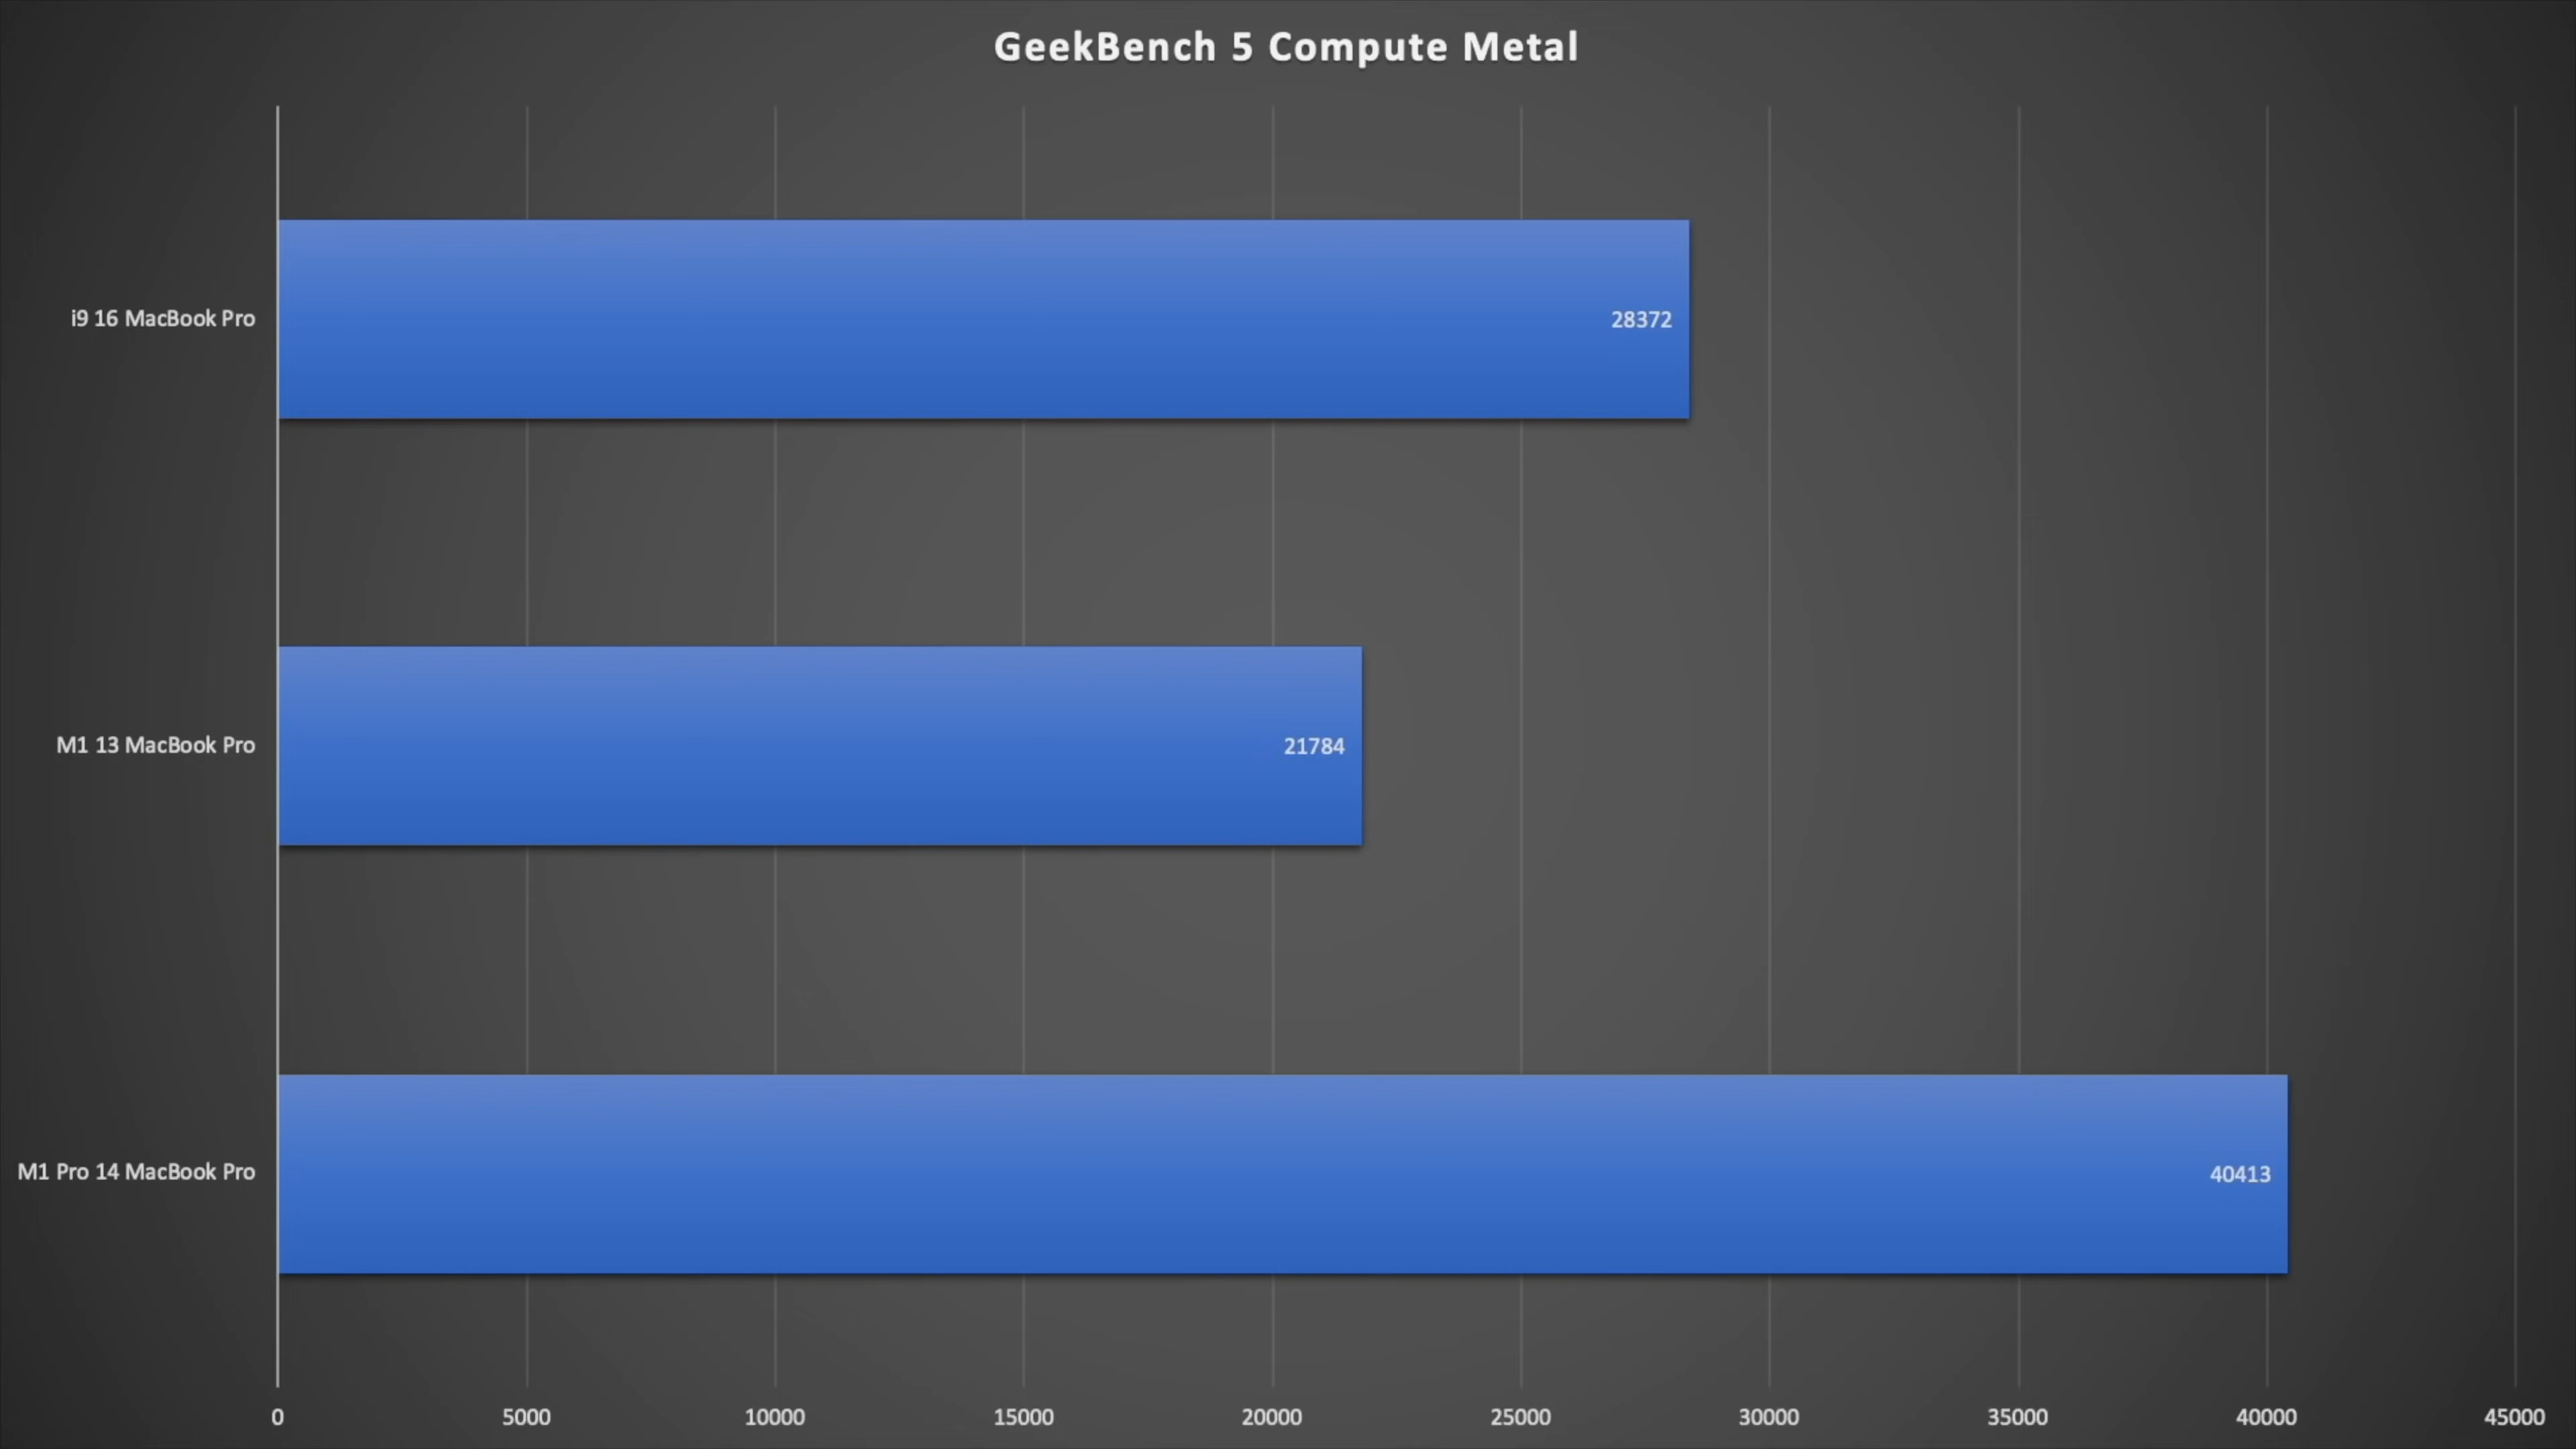 GeekBench 5 Compute Metal
i9 16 MacBook Pro
28372
M1 13 MacBook Pro
21784
M1 Pro 14 MacBook Pro
40413
0 5000 10000 15000 20000 25000 30000 35000 40000 45000